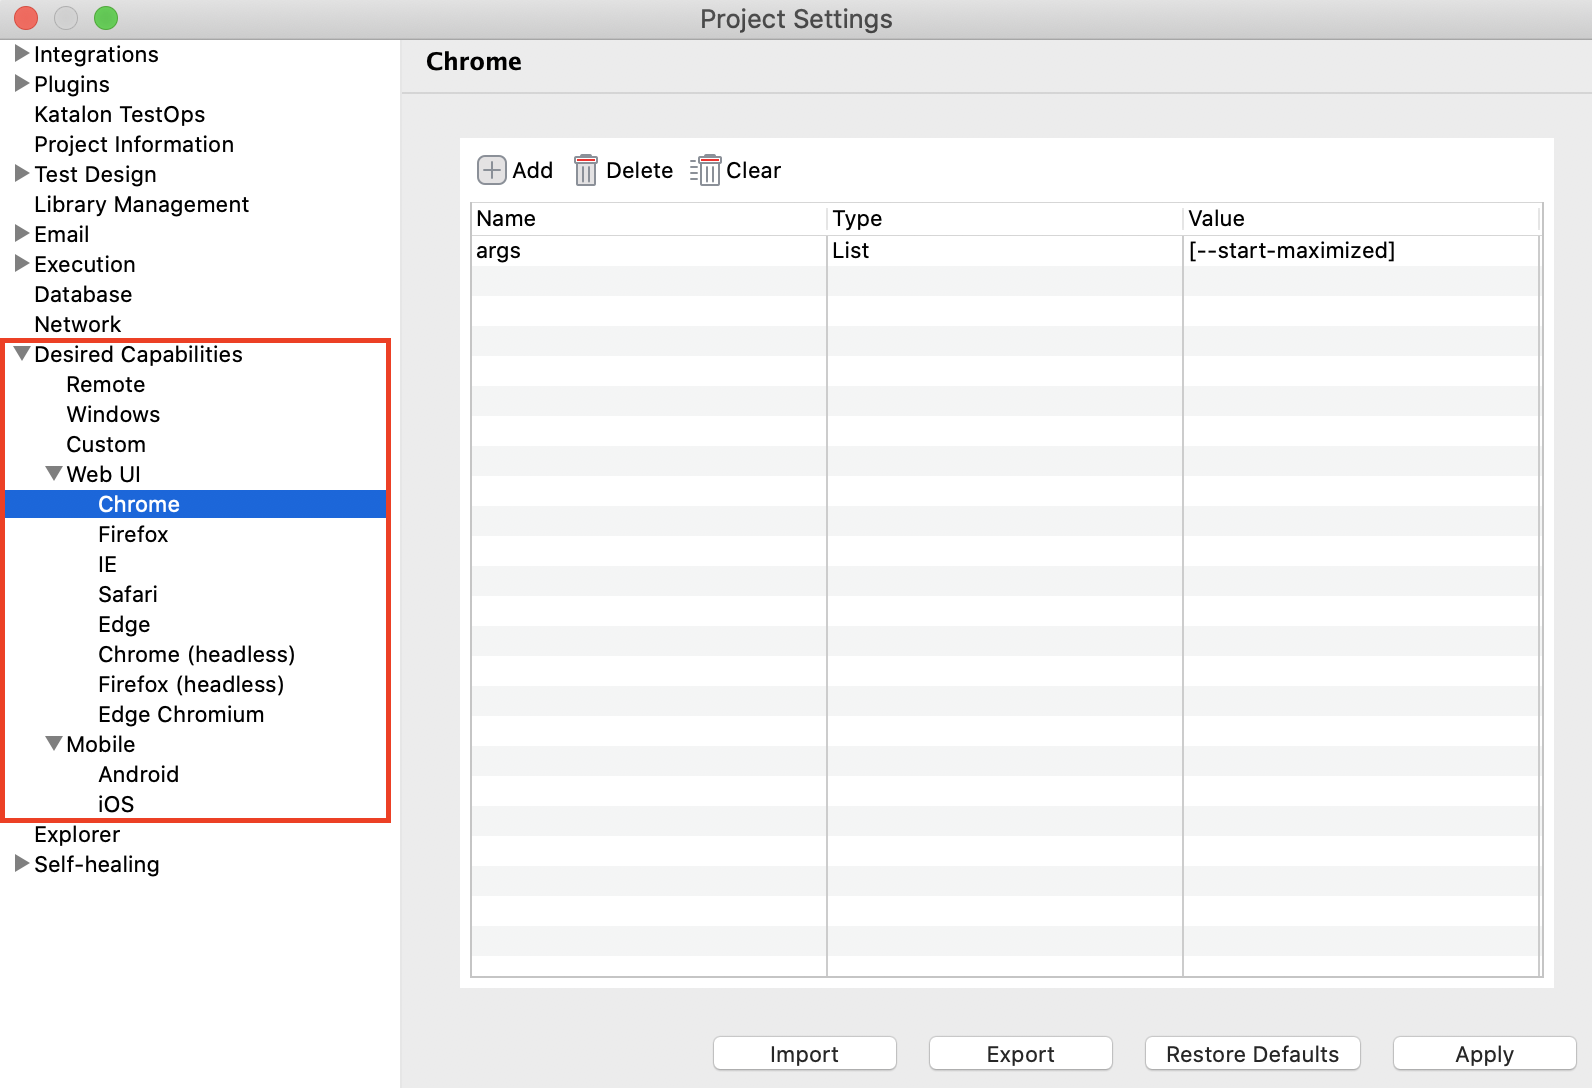 Project Settings
Integrations
Plugins
Katalon TestOps
Project Information
Test Design
Library Management
Email
Execution
Database
Network
Desired Capabilities
Remote
Windows
Custom
Web UI
Chrome
Firefox
IE
Safari
Edge
Chrome (headless)
Firefox (headless)
Edge Chromium
Mobile
Android
iOS
Explorer
Self-healing
Chrome
Add Delete Clear
Name Type Value
args List [--start-maximized]
Import Export Restore Defaults Apply